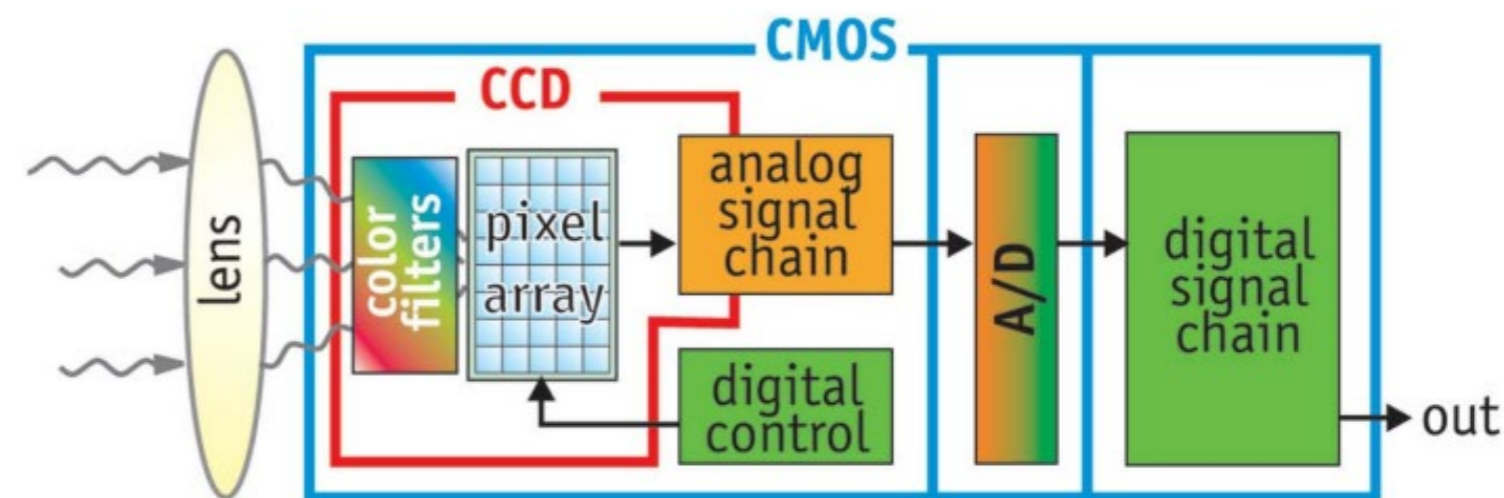 CMOS
CCD
lens
color
filters
pixel
array
analog
signal
chain
digital
control
A/D
digital
signal
chain
out